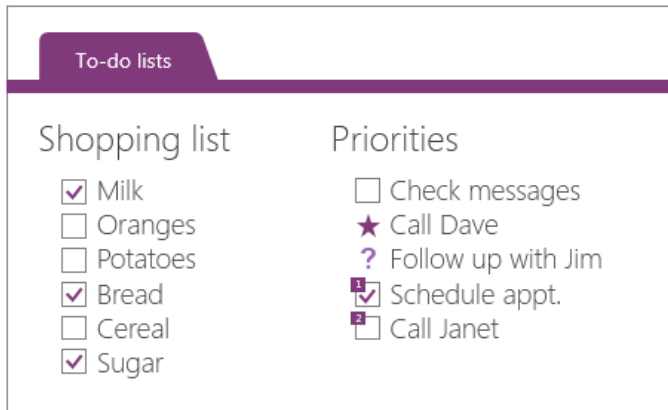 To-do lists
Shopping list
Milk
Oranges
Potatoes
Bread
Cereal
Sugar
Priorities
Check messages
Call Dave
? Follow up with Jim
1 Schedule appt.
2 Call Janet